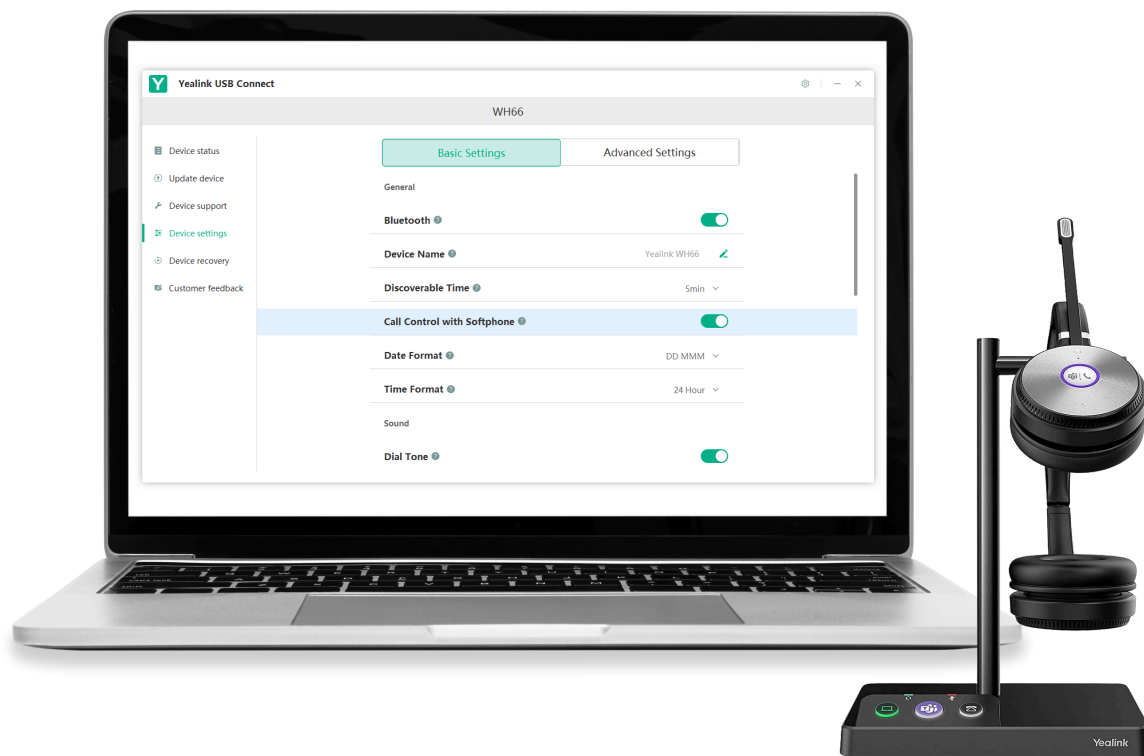 Y Yealink USB Connect
WH66
Device status
Update device
Device support
Device settings
Device recovery
Customer feedback
Basic Settings
Advanced Settings
General
Bluetooth
Device Name
Yealink WH66
Discoverable Time
5min
Call Control with Softphone
Date Format
DD MMM
Time Format
24 Hour
Sound
Dial Tone
Yealink